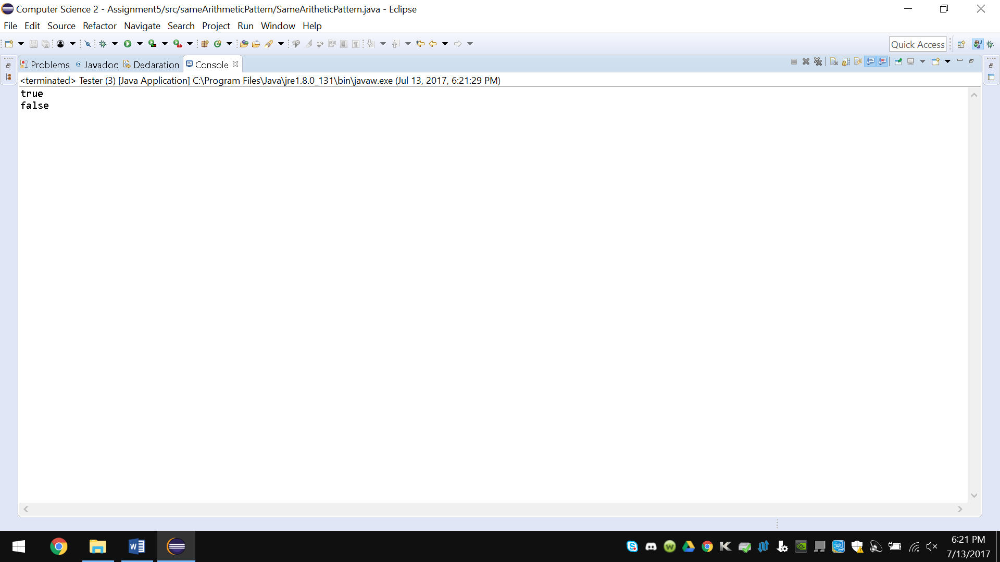 Computer Science 2 - Assignment5/src/sameArithmeticPattern/SameAritheticPattern.java - Eclipse
File Edit Source Refactor Navigate Search Project Run Window Help
Quick Access
Problems @ Javadoc Declaration Console
<terminated> Tester (3) [Java Application] C:\Program Files\Java\jre1.8.0_131\bin\javaw.exe (Jul 13, 2017, 6:21:29 PM)
true
false
6:21 PM
7/13/2017